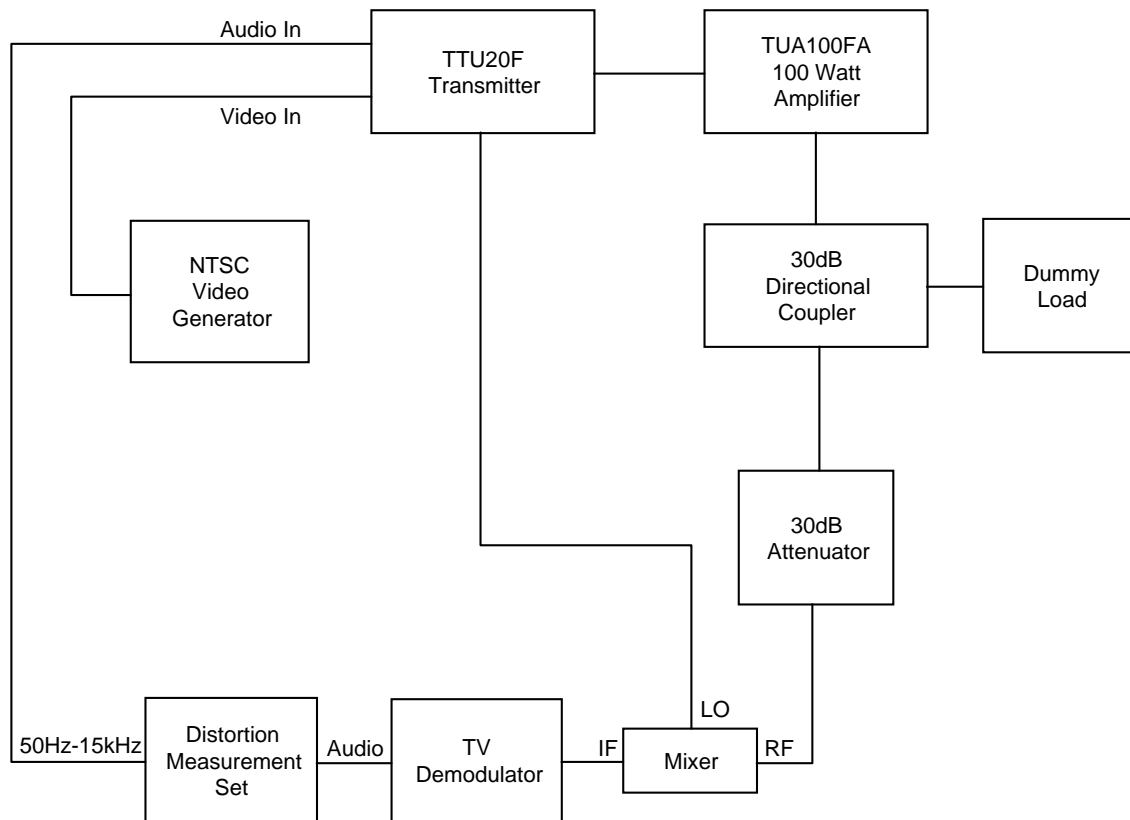 Audio In
TTU20F
Transmitter
TUA100FA
100 Watt
Amplifier
Video In
NTSC
Video
Generator
30dB
Directional
Coupler
Dummy
Load
30dB
Attenuator
LO
50Hz-15kHz
Distortion
Measurement
Set
Audio
TV
Demodulator
IF
Mixer
RF